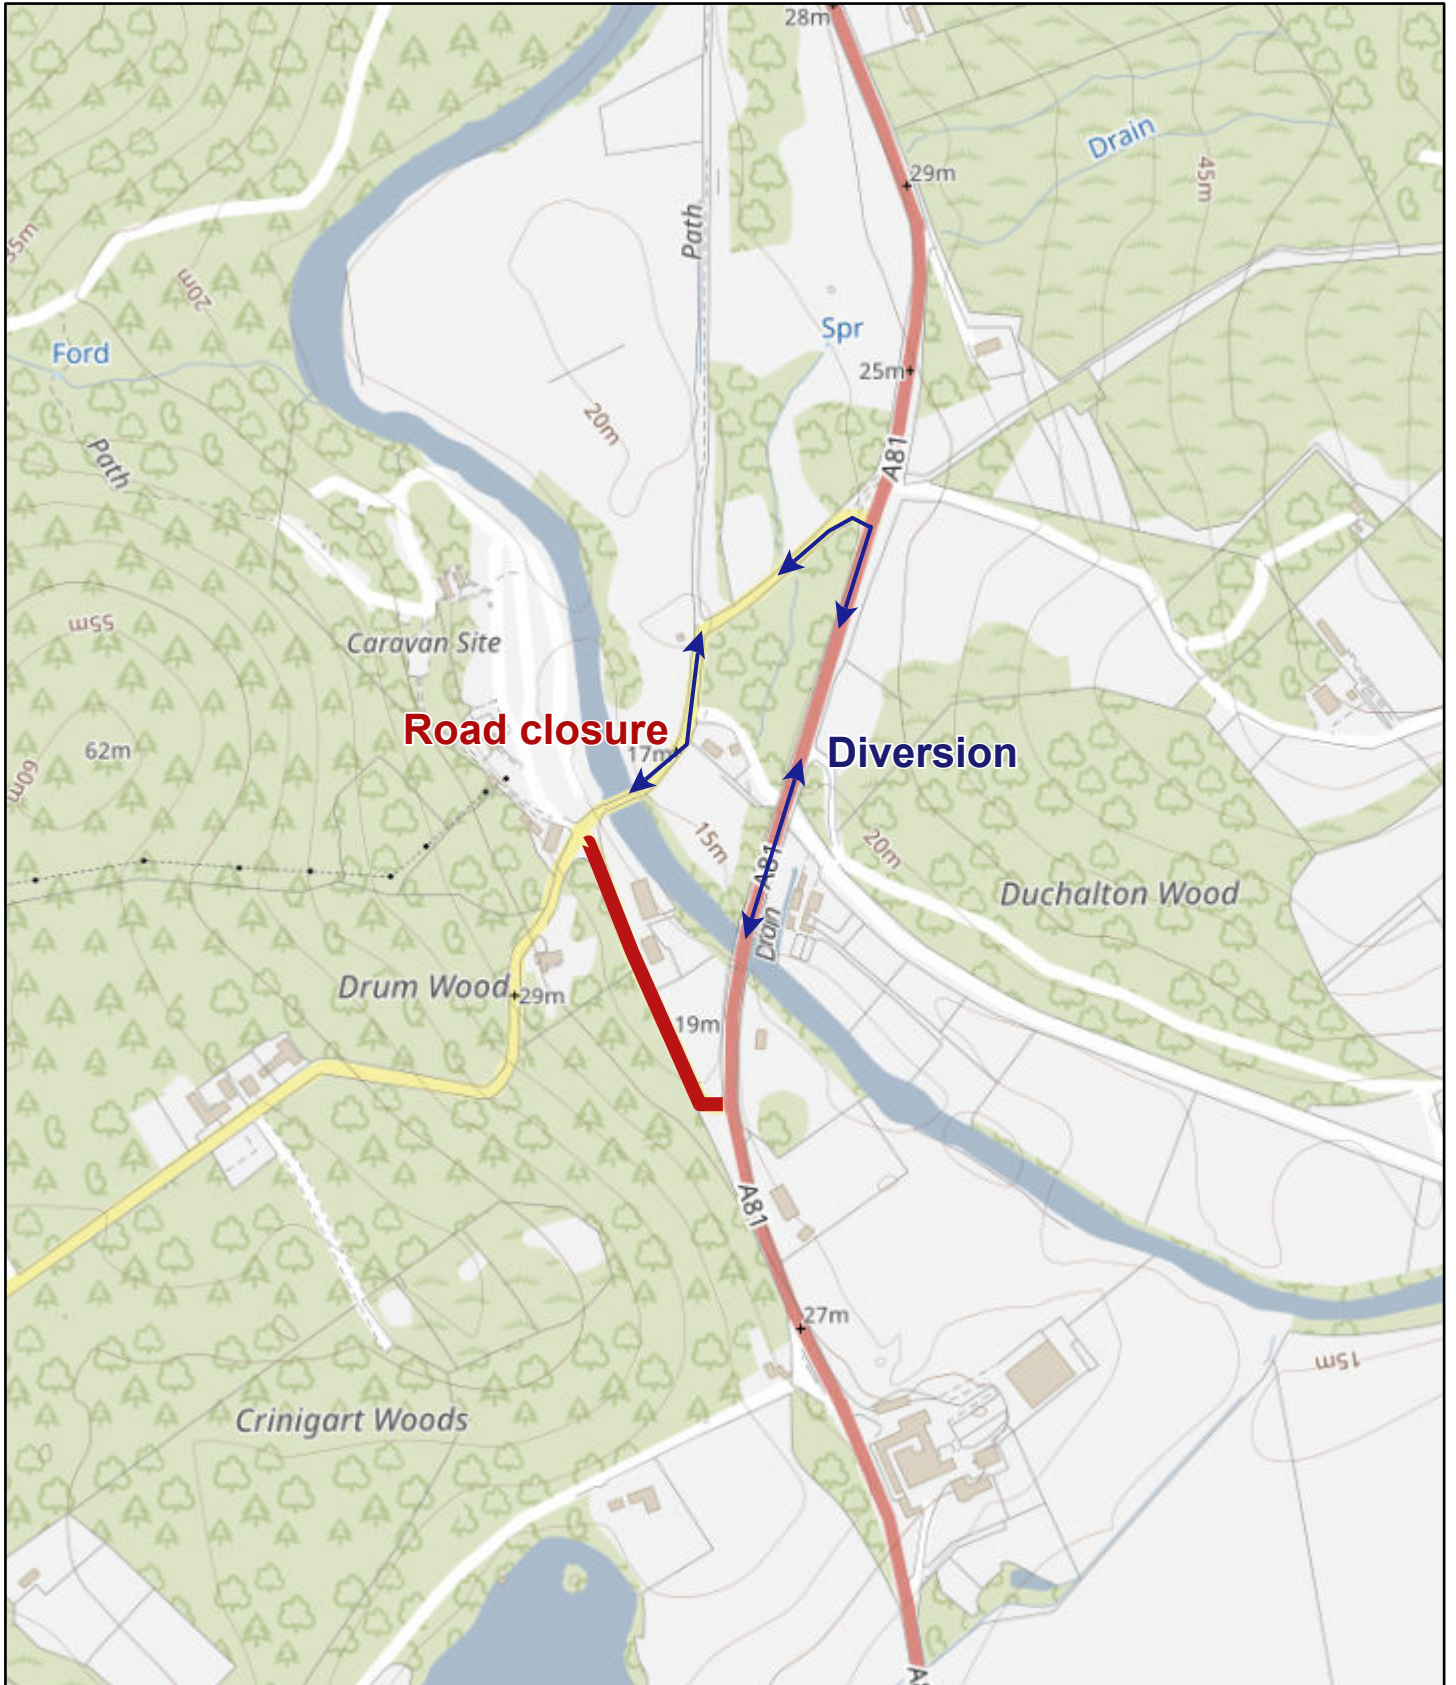 28m
Drain
29m
45m
35m
Path
20m
Spr
Ford
25m
20m
Path
A81
55m
Caravan Site
Road closure
17m
Diversion
62m
60m
15m
A81
20m
Duchalton Wood
Drain
Drum Wood
29m
19m
A81
27m
15m
Crinigart Woods